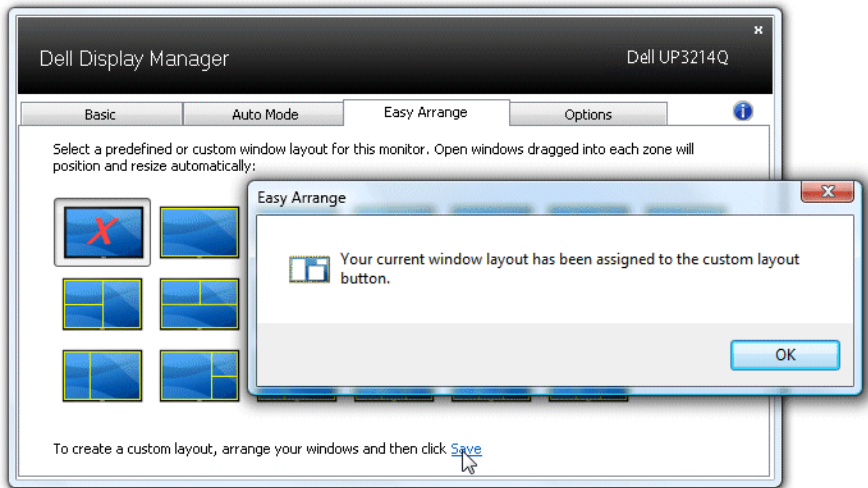 Dell Display Manager
Dell UP3214Q
Basic
Auto Mode
Easy Arrange
Options
Select a predefined or custom window layout for this monitor. Open windows dragged into each zone will
position and resize automatically:
Easy Arrange
Your current window layout has been assigned to the custom layout
button.
OK
To create a custom layout, arrange your windows and then click Save